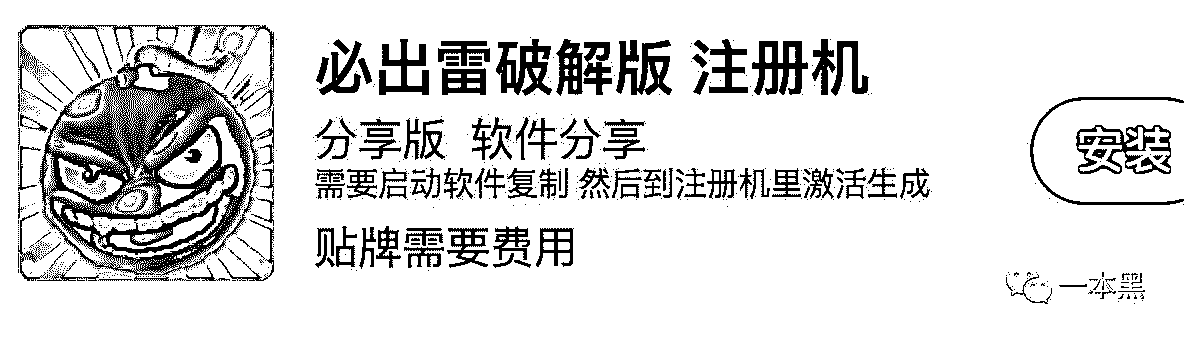 必出雷破解版 注册机
分享版 软件分享
需要启动软件复制 然后到注册机里激活生成
贴牌需要费用
安装
一本黑